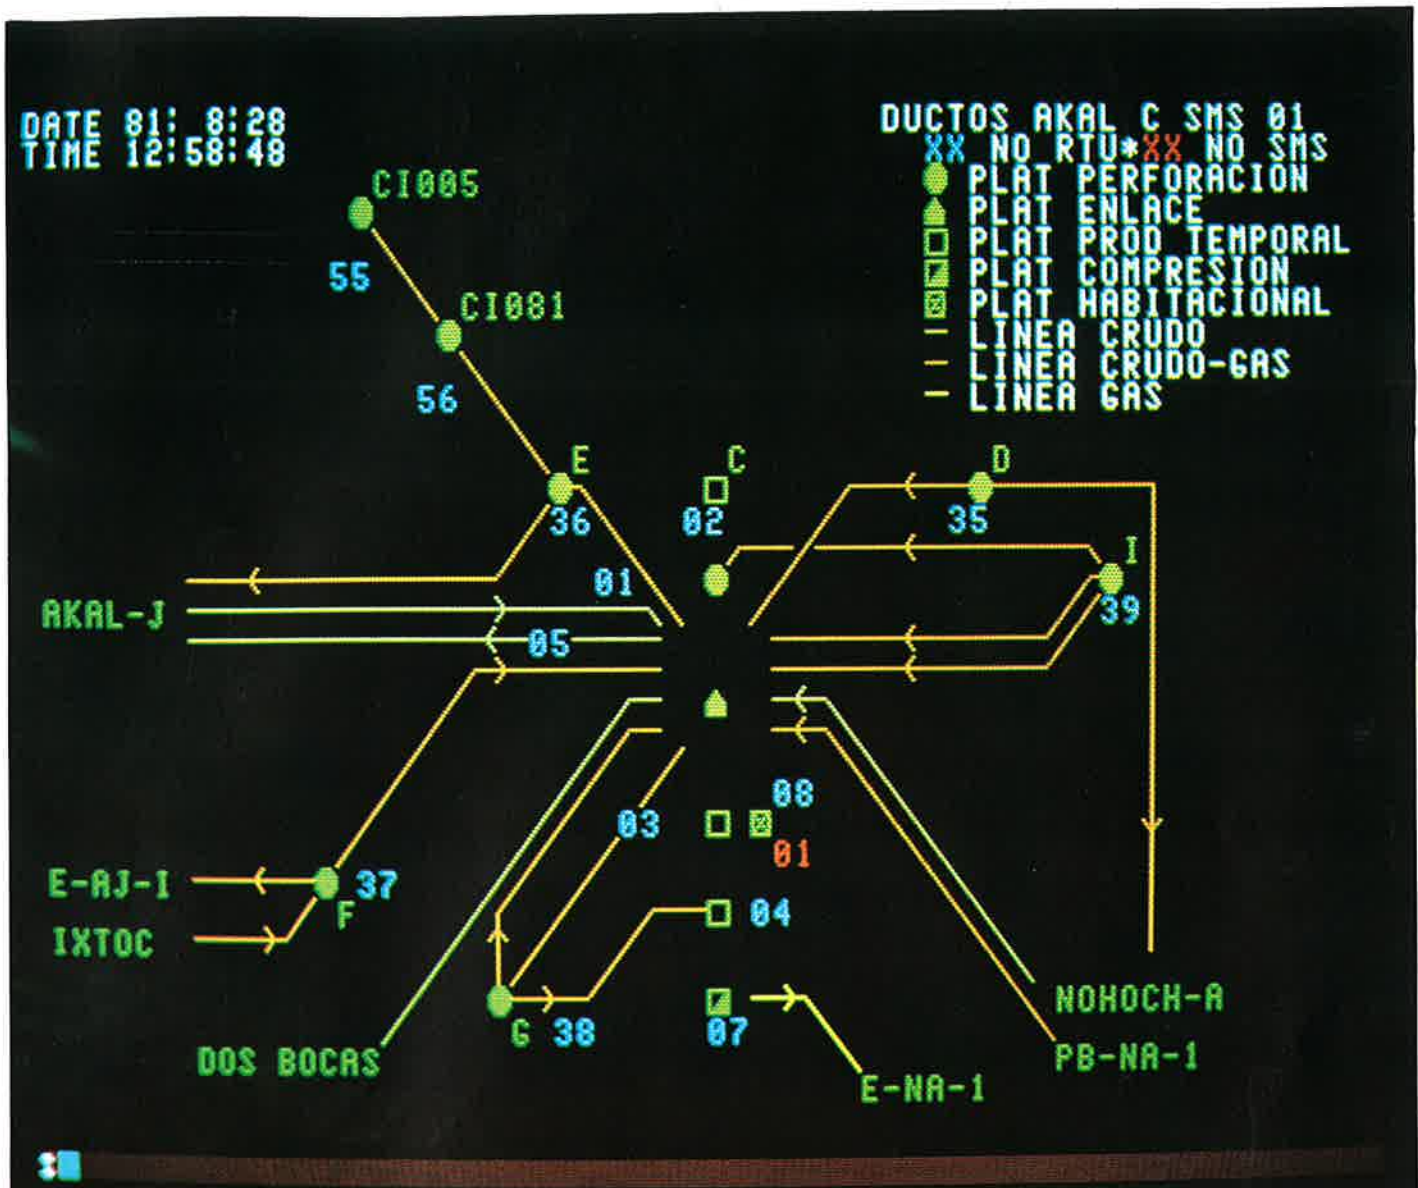 DATE 81: 8:28
TIME 12:58:48
DUCTOS AKAL C SMS 01
XX NO RTU*XX NO SMS
PLAT PERFORACION
PLAT ENLACE
PLAT PROD TEMPORAL
PLAT COMPRESION
PLAT HABITACIONAL
LINEA CRUDO
LINEA CRUDO-GAS
LINEA GAS
CI005
55
CI081
56
E
C
D
36
02
35
I
01
39
AKAL-J
05
08
03
01
E-AJ-I
37
F
04
IXTOC
NOHOCH-A
G
38
07
DOS BOCAS
PB-NA-1
E-NA-1